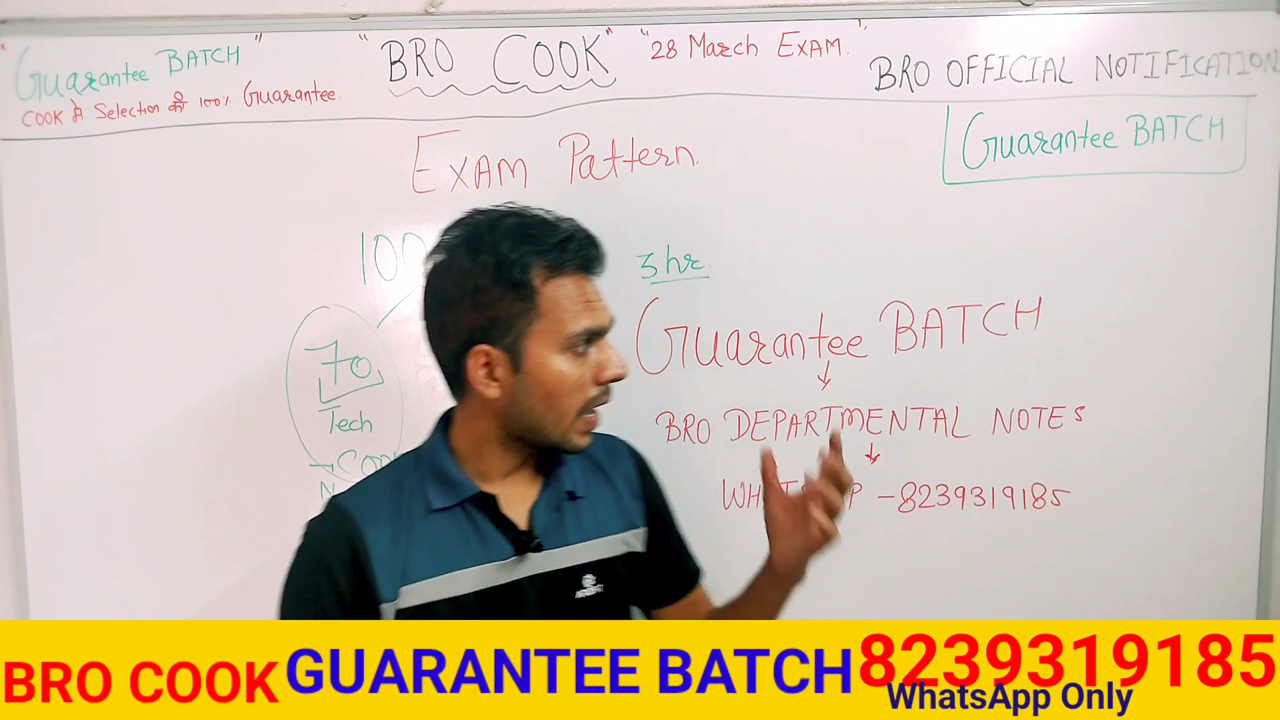 "Guarantee BATCH"
COOK मे Selection की 100% Guarantee.
"BRO COOK"
"28 March EXAM."
BRO OFFICIAL NOTIFICATION
Guarantee BATCH
EXAM Pattern.
100
3 hr.
70
Tech
Guarantee BATCH
↓
BRO DEPARTMENTAL NOTES
↓
8239319185
BRO COOK GUARANTEE BATCH 8239319185
WhatsApp Only